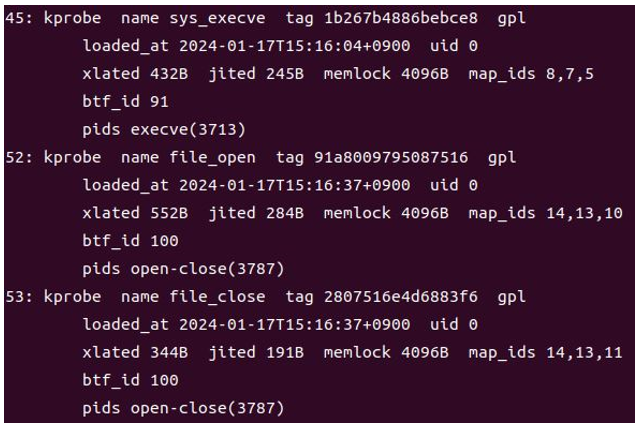 45: kprobe  name sys_execve  tag 1b267b4886bebce8  gpl
        loaded_at 2024-01-17T15:16:04+0900  uid 0
        xlated 432B  jited 245B  memlock 4096B  map_ids 8,7,5
        btf_id 91
        pids execve(3713)
52: kprobe  name file_open  tag 91a8009795087516  gpl
        loaded_at 2024-01-17T15:16:37+0900  uid 0
        xlated 552B  jited 284B  memlock 4096B  map_ids 14,13,10
        btf_id 100
        pids open-close(3787)
53: kprobe  name file_close  tag 2807516e4d6883f6  gpl
        loaded_at 2024-01-17T15:16:37+0900  uid 0
        xlated 344B  jited 191B  memlock 4096B  map_ids 14,13,11
        btf_id 100
        pids open-close(3787)